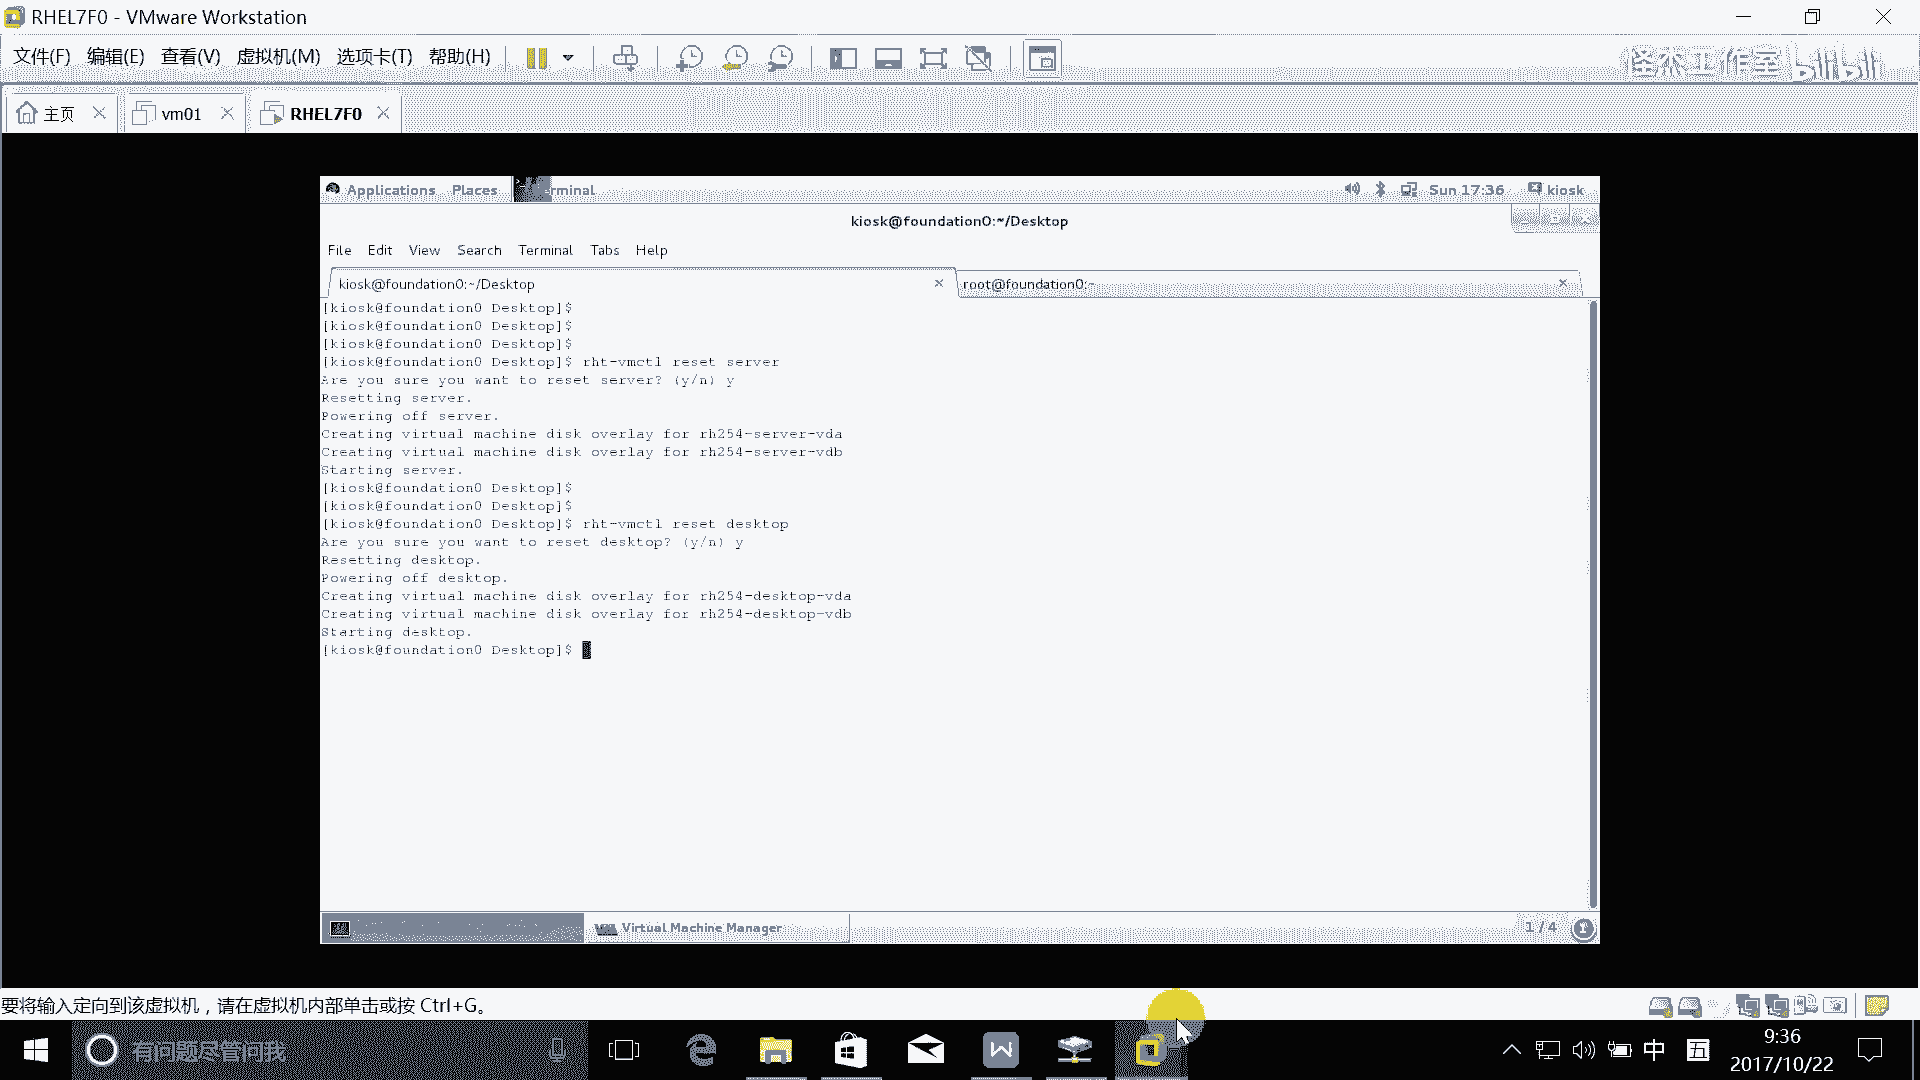 RHEL7F0 - VMware Workstation
文件(F) 编辑(E) 查看(V) 虚拟机(M) 选项卡(T) 帮助(H)
怪杰工作室 bilibili
主页 vm01 RHEL7F0
Applications Places Sun 17:36 kiosk
kiosk@foundation0:~/Desktop
File Edit View Search Terminal Tabs Help
kiosk@foundation0:~/Desktop root@foundation0:~
[kiosk@foundation0 Desktop]$
[kiosk@foundation0 Desktop]$
[kiosk@foundation0 Desktop]$
[kiosk@foundation0 Desktop]$ rht-vmctl reset server
Are you sure you want to reset server? (y/n) y
Resetting server.
Powering off server.
Creating virtual machine disk overlay for rh254-server-vda
Creating virtual machine disk overlay for rh254-server-vdb
Starting server.
[kiosk@foundation0 Desktop]$
[kiosk@foundation0 Desktop]$
[kiosk@foundation0 Desktop]$ rht-vmctl reset desktop
Are you sure you want to reset desktop? (y/n) y
Resetting desktop.
Powering off desktop.
Creating virtual machine disk overlay for rh254-desktop-vda
Creating virtual machine disk overlay for rh254-desktop-vdb
Starting desktop.
[kiosk@foundation0 Desktop]$
Virtual Machine Manager 1 / 4
要将输入定向到该虚拟机，请在虚拟机内部单击或按 Ctrl+G。
有问题尽管问我
中 五
9:36
2017/10/22